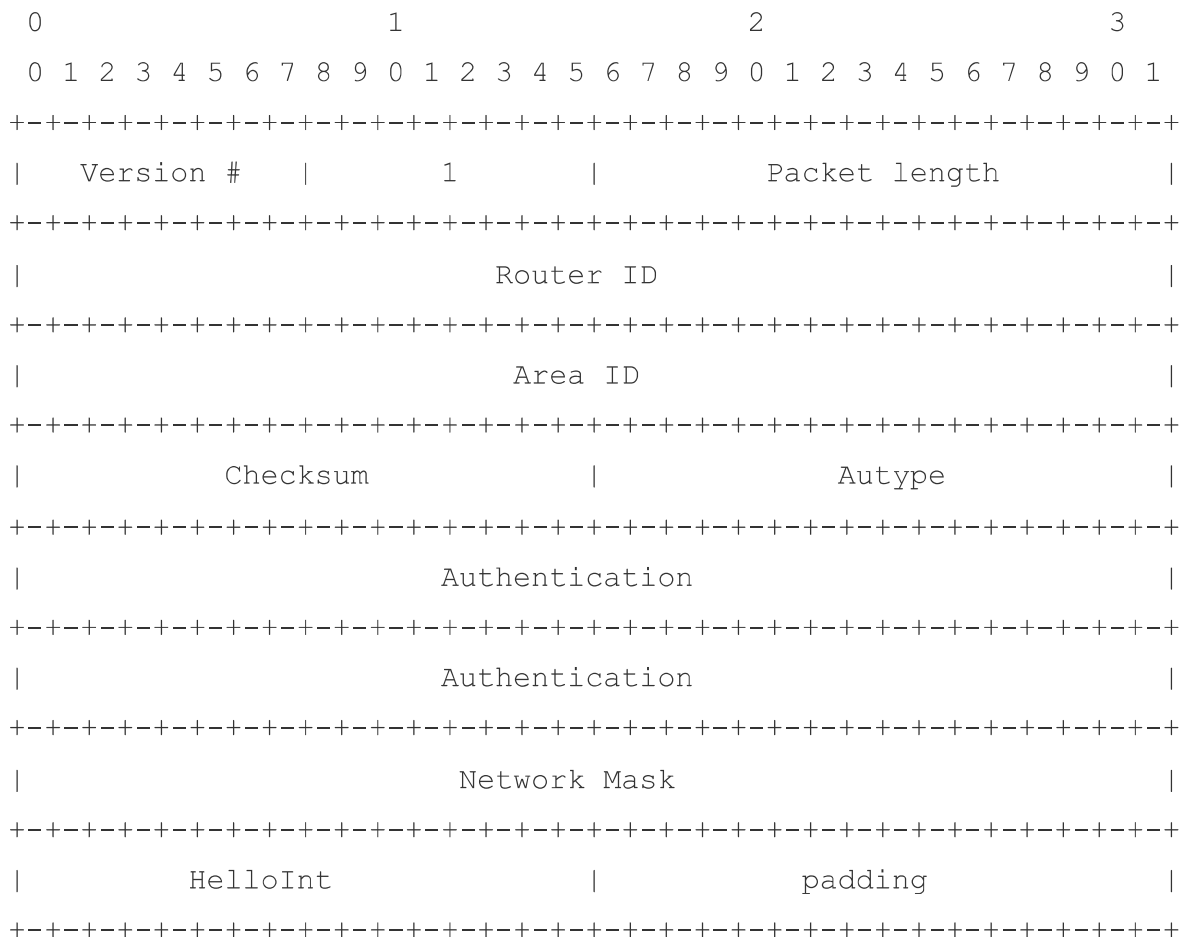 0                   1                   2                   3
 0 1 2 3 4 5 6 7 8 9 0 1 2 3 4 5 6 7 8 9 0 1 2 3 4 5 6 7 8 9 0 1
+-+-+-+-+-+-+-+-+-+-+-+-+-+-+-+-+-+-+-+-+-+-+-+-+-+-+-+-+-+-+-+-+
|   Version #   |       1       |         Packet length         |
+-+-+-+-+-+-+-+-+-+-+-+-+-+-+-+-+-+-+-+-+-+-+-+-+-+-+-+-+-+-+-+-+
|                          Router ID                            |
+-+-+-+-+-+-+-+-+-+-+-+-+-+-+-+-+-+-+-+-+-+-+-+-+-+-+-+-+-+-+-+-+
|                           Area ID                             |
+-+-+-+-+-+-+-+-+-+-+-+-+-+-+-+-+-+-+-+-+-+-+-+-+-+-+-+-+-+-+-+-+
|           Checksum            |             Autype            |
+-+-+-+-+-+-+-+-+-+-+-+-+-+-+-+-+-+-+-+-+-+-+-+-+-+-+-+-+-+-+-+-+
|                       Authentication                          |
+-+-+-+-+-+-+-+-+-+-+-+-+-+-+-+-+-+-+-+-+-+-+-+-+-+-+-+-+-+-+-+-+
|                       Authentication                          |
+-+-+-+-+-+-+-+-+-+-+-+-+-+-+-+-+-+-+-+-+-+-+-+-+-+-+-+-+-+-+-+-+
|                        Network Mask                           |
+-+-+-+-+-+-+-+-+-+-+-+-+-+-+-+-+-+-+-+-+-+-+-+-+-+-+-+-+-+-+-+-+
|         HelloInt              |           padding             |
+-+-+-+-+-+-+-+-+-+-+-+-+-+-+-+-+-+-+-+-+-+-+-+-+-+-+-+-+-+-+-+-+